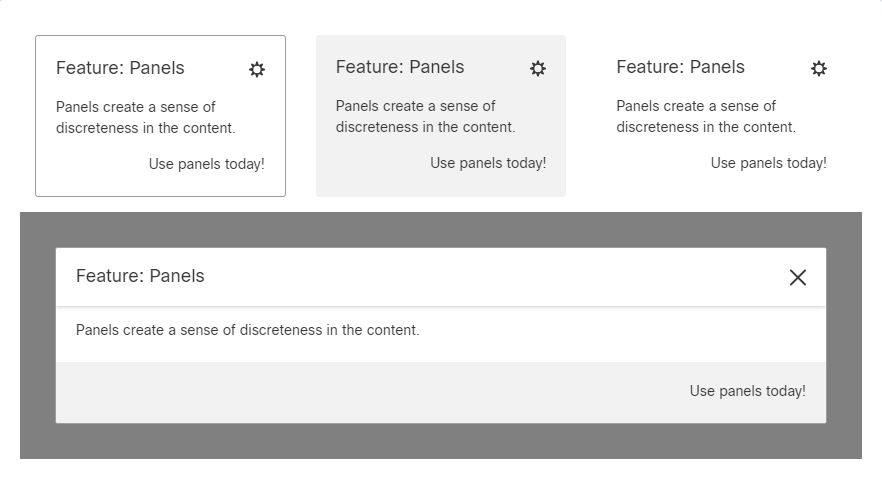 Feature: Panels
Panels create a sense of
discreteness in the content.
Use panels today!
Feature: Panels
Panels create a sense of
discreteness in the content.
Use panels today!
Feature: Panels
Panels create a sense of
discreteness in the content.
Use panels today!
Feature: Panels
Panels create a sense of discreteness in the content.
Use panels today!